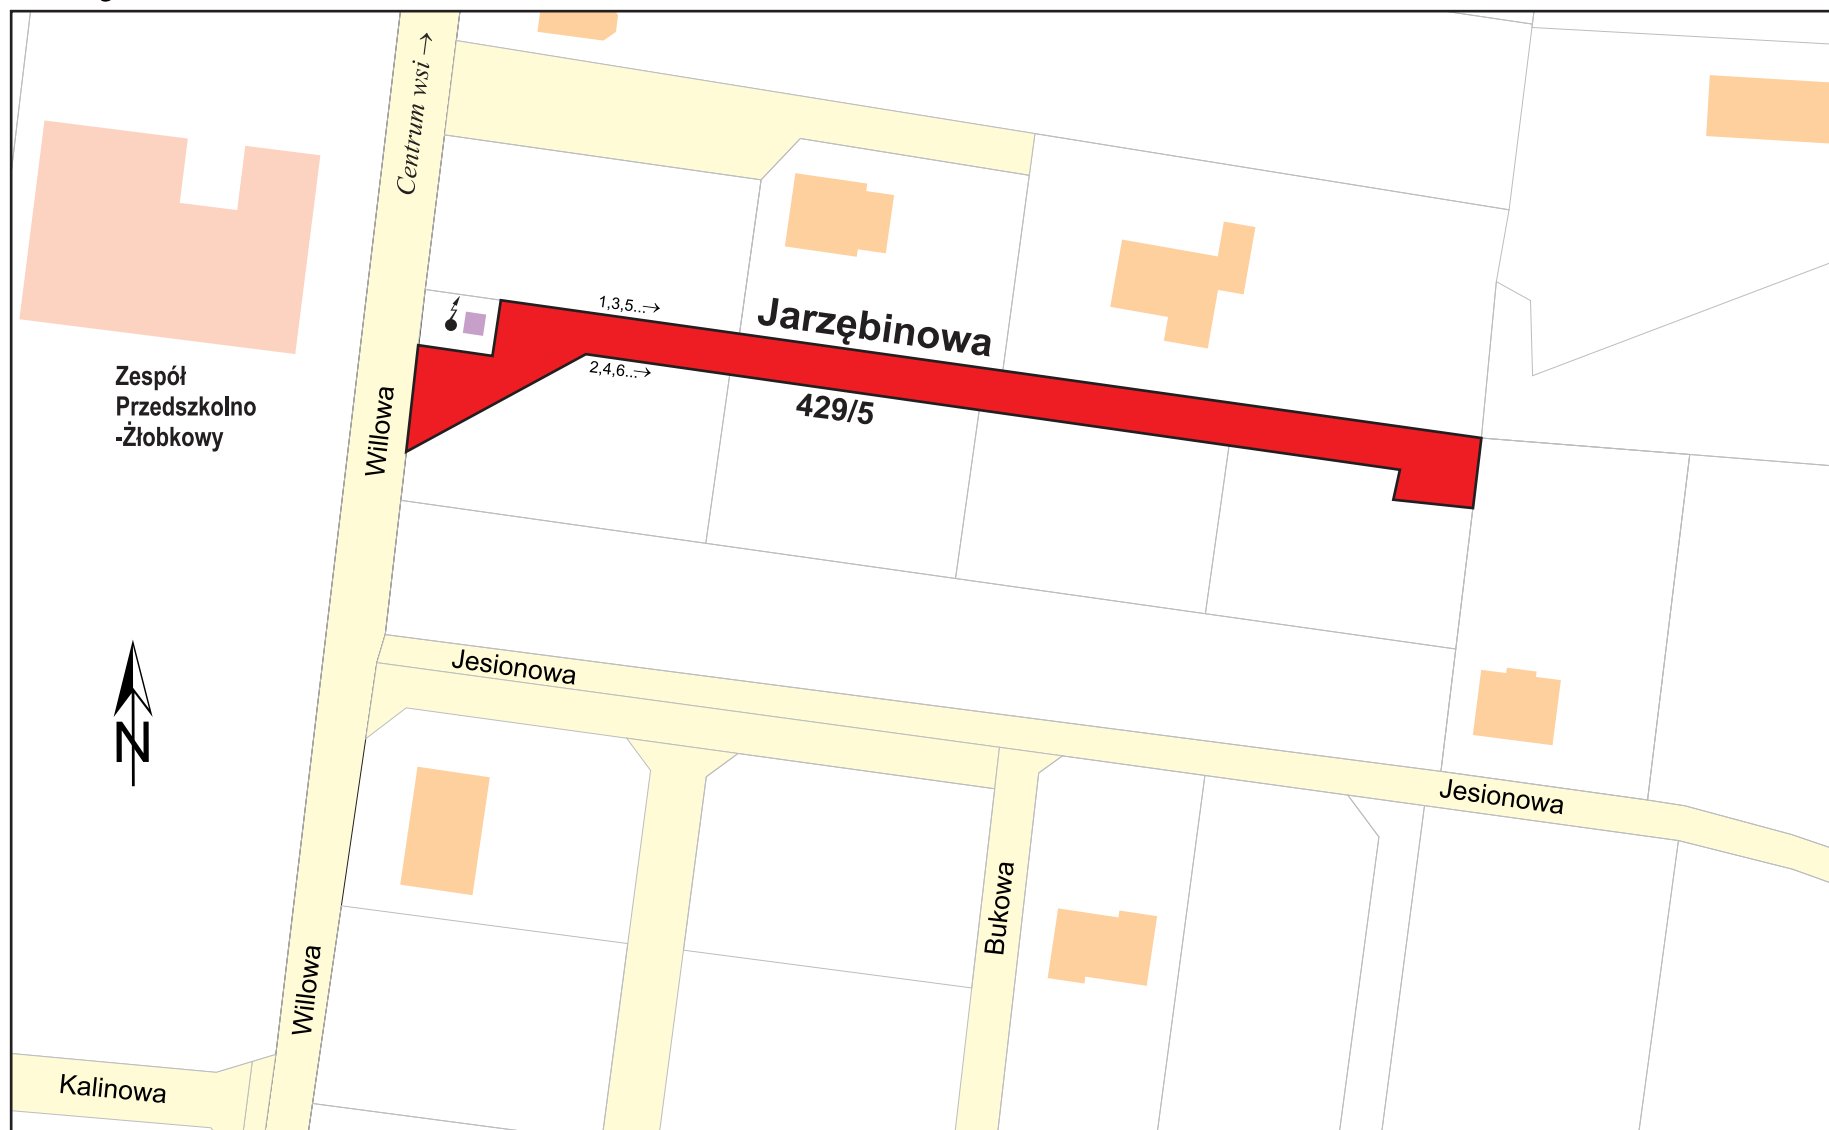 Centrum wsi →
1,3,5...→
Jarzębinowa
2,4,6...→
429/5
Zespół
Przedszkolno
-Żłobkowy
Willowa
Jesionowa
Jesionowa
N
Bukowa
Willowa
Kalinowa